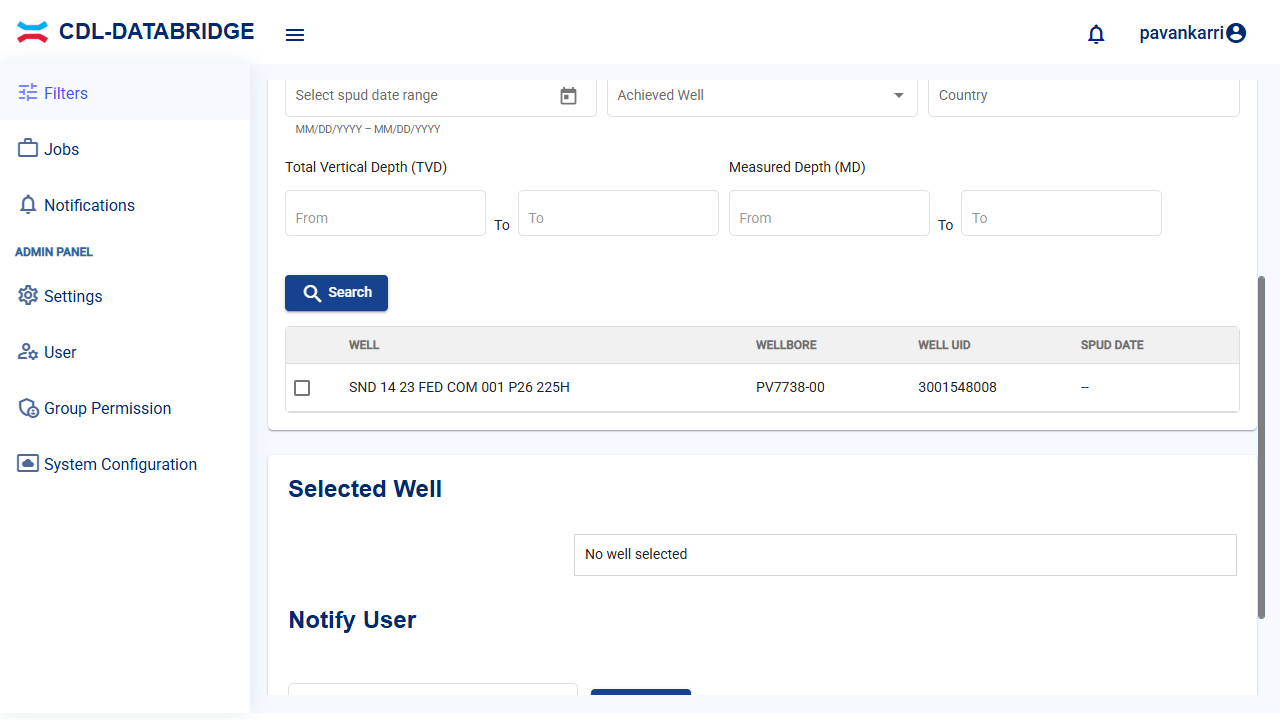 CDL-DATABRIDGE
pavankarri
Filters
Jobs
Notifications
ADMIN PANEL
Settings
User
Group Permission
System Configuration
Select spud date range
Achieved Well
Country
MM/DD/YYYY – MM/DD/YYYY
Total Vertical Depth (TVD)
Measured Depth (MD)
From
To
To
From
To
To
Search
WELL
WELLBORE
WELL UID
SPUD DATE
SND 14 23 FED COM 001 P26 225H
PV7738-00
3001548008
--
Selected Well
No well selected
Notify User